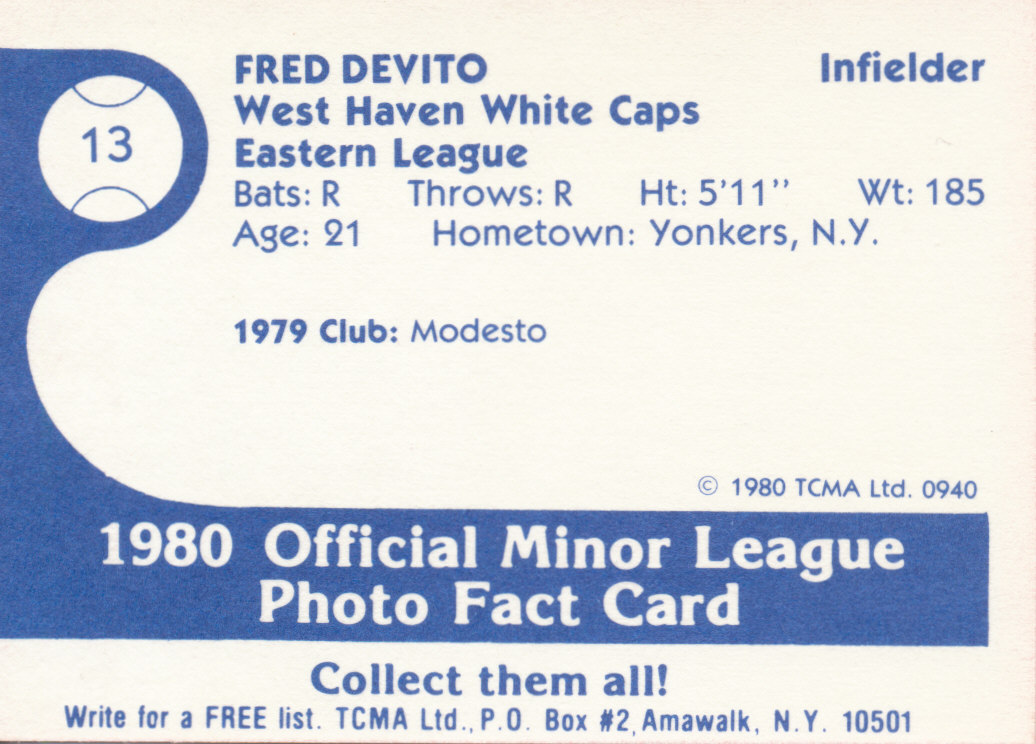 13
FRED DEVITO Infielder
West Haven White Caps
Eastern League
Bats: R Throws: R Ht: 5'11'' Wt: 185
Age: 21 Hometown: Yonkers, N.Y.
1979 Club: Modesto
© 1980 TCMA Ltd. 0940
1980 Official Minor League
Photo Fact Card
Collect them all!
Write for a FREE list. TCMA Ltd., P.O. Box #2, Amawalk, N.Y. 10501